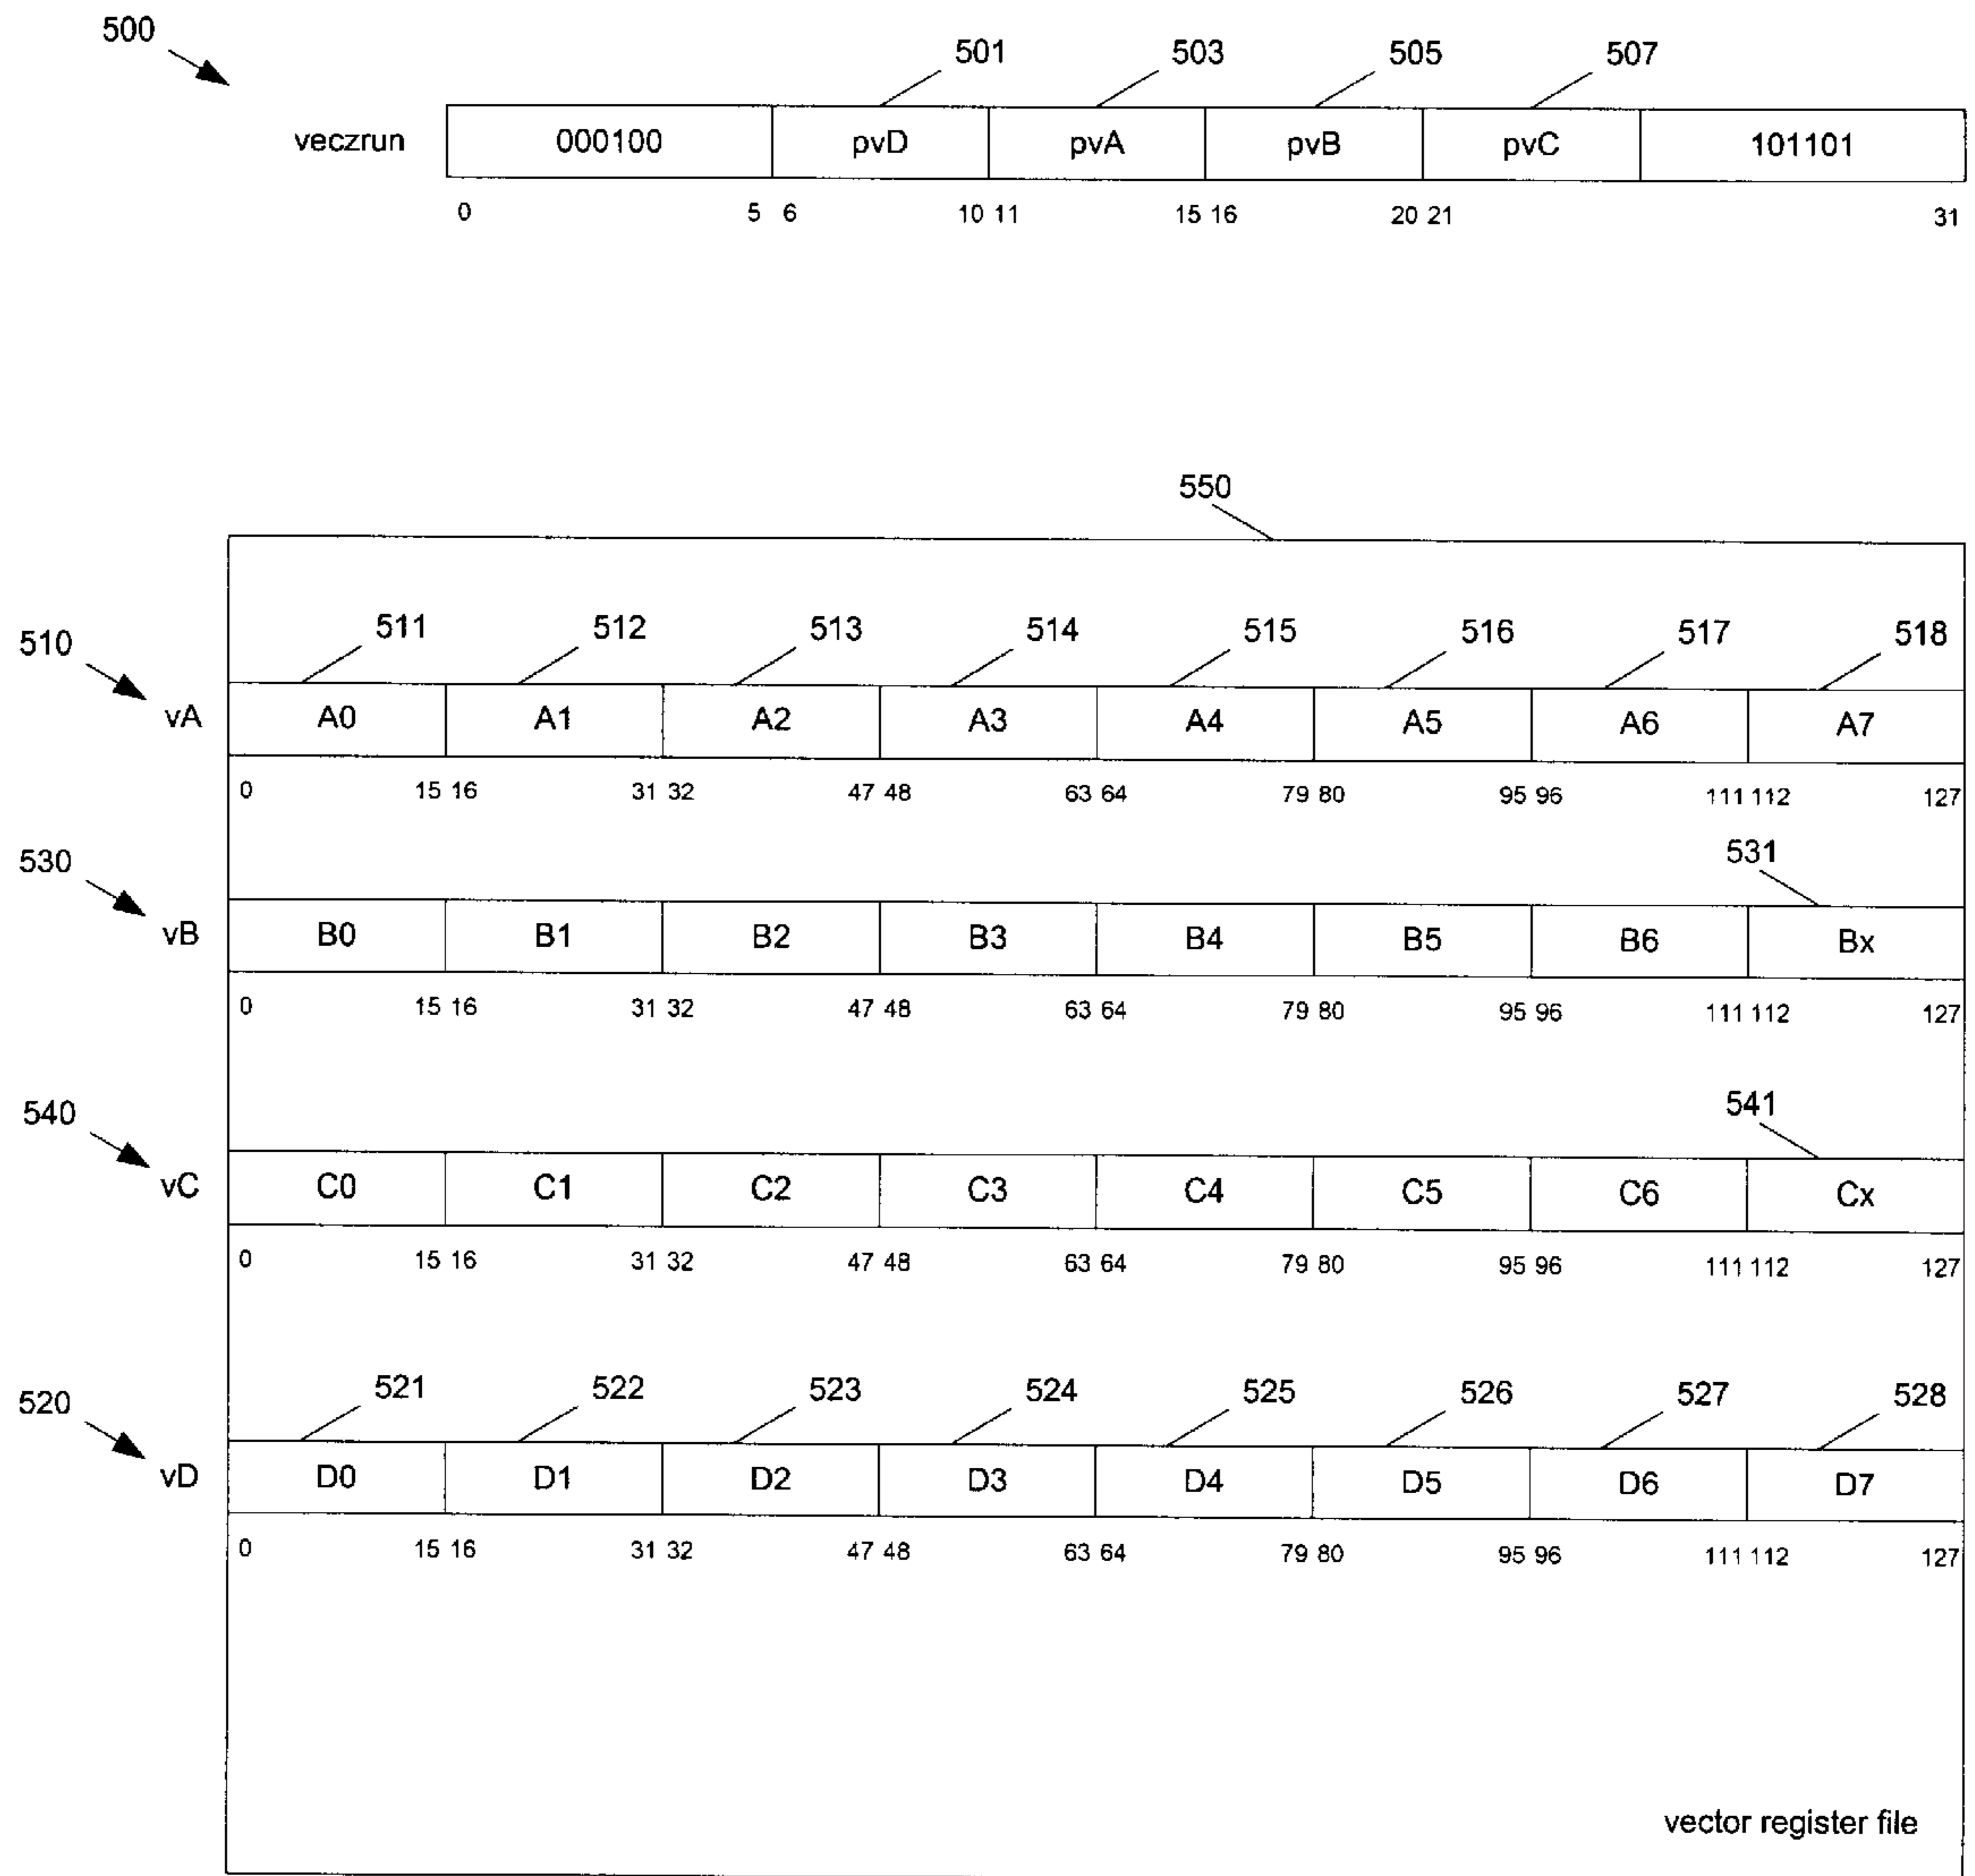 500
501 503 505 507
veczrun 000100 pvD pvA pvB pvC 101101
0 5 6 10 11 15 16 20 21 31
550
510 511 512 513 514 515 516 517 518
vA A0 A1 A2 A3 A4 A5 A6 A7
0 15 16 31 32 47 48 63 64 79 80 95 96 111 112 127
530 531
vB B0 B1 B2 B3 B4 B5 B6 Bx
0 15 16 31 32 47 48 63 64 79 80 95 96 111 112 127
540 541
vC C0 C1 C2 C3 C4 C5 C6 Cx
0 15 16 31 32 47 48 63 64 79 80 95 96 111 112 127
520 521 522 523 524 525 526 527 528
vD D0 D1 D2 D3 D4 D5 D6 D7
0 15 16 31 32 47 48 63 64 79 80 95 96 111 112 127
vector register file